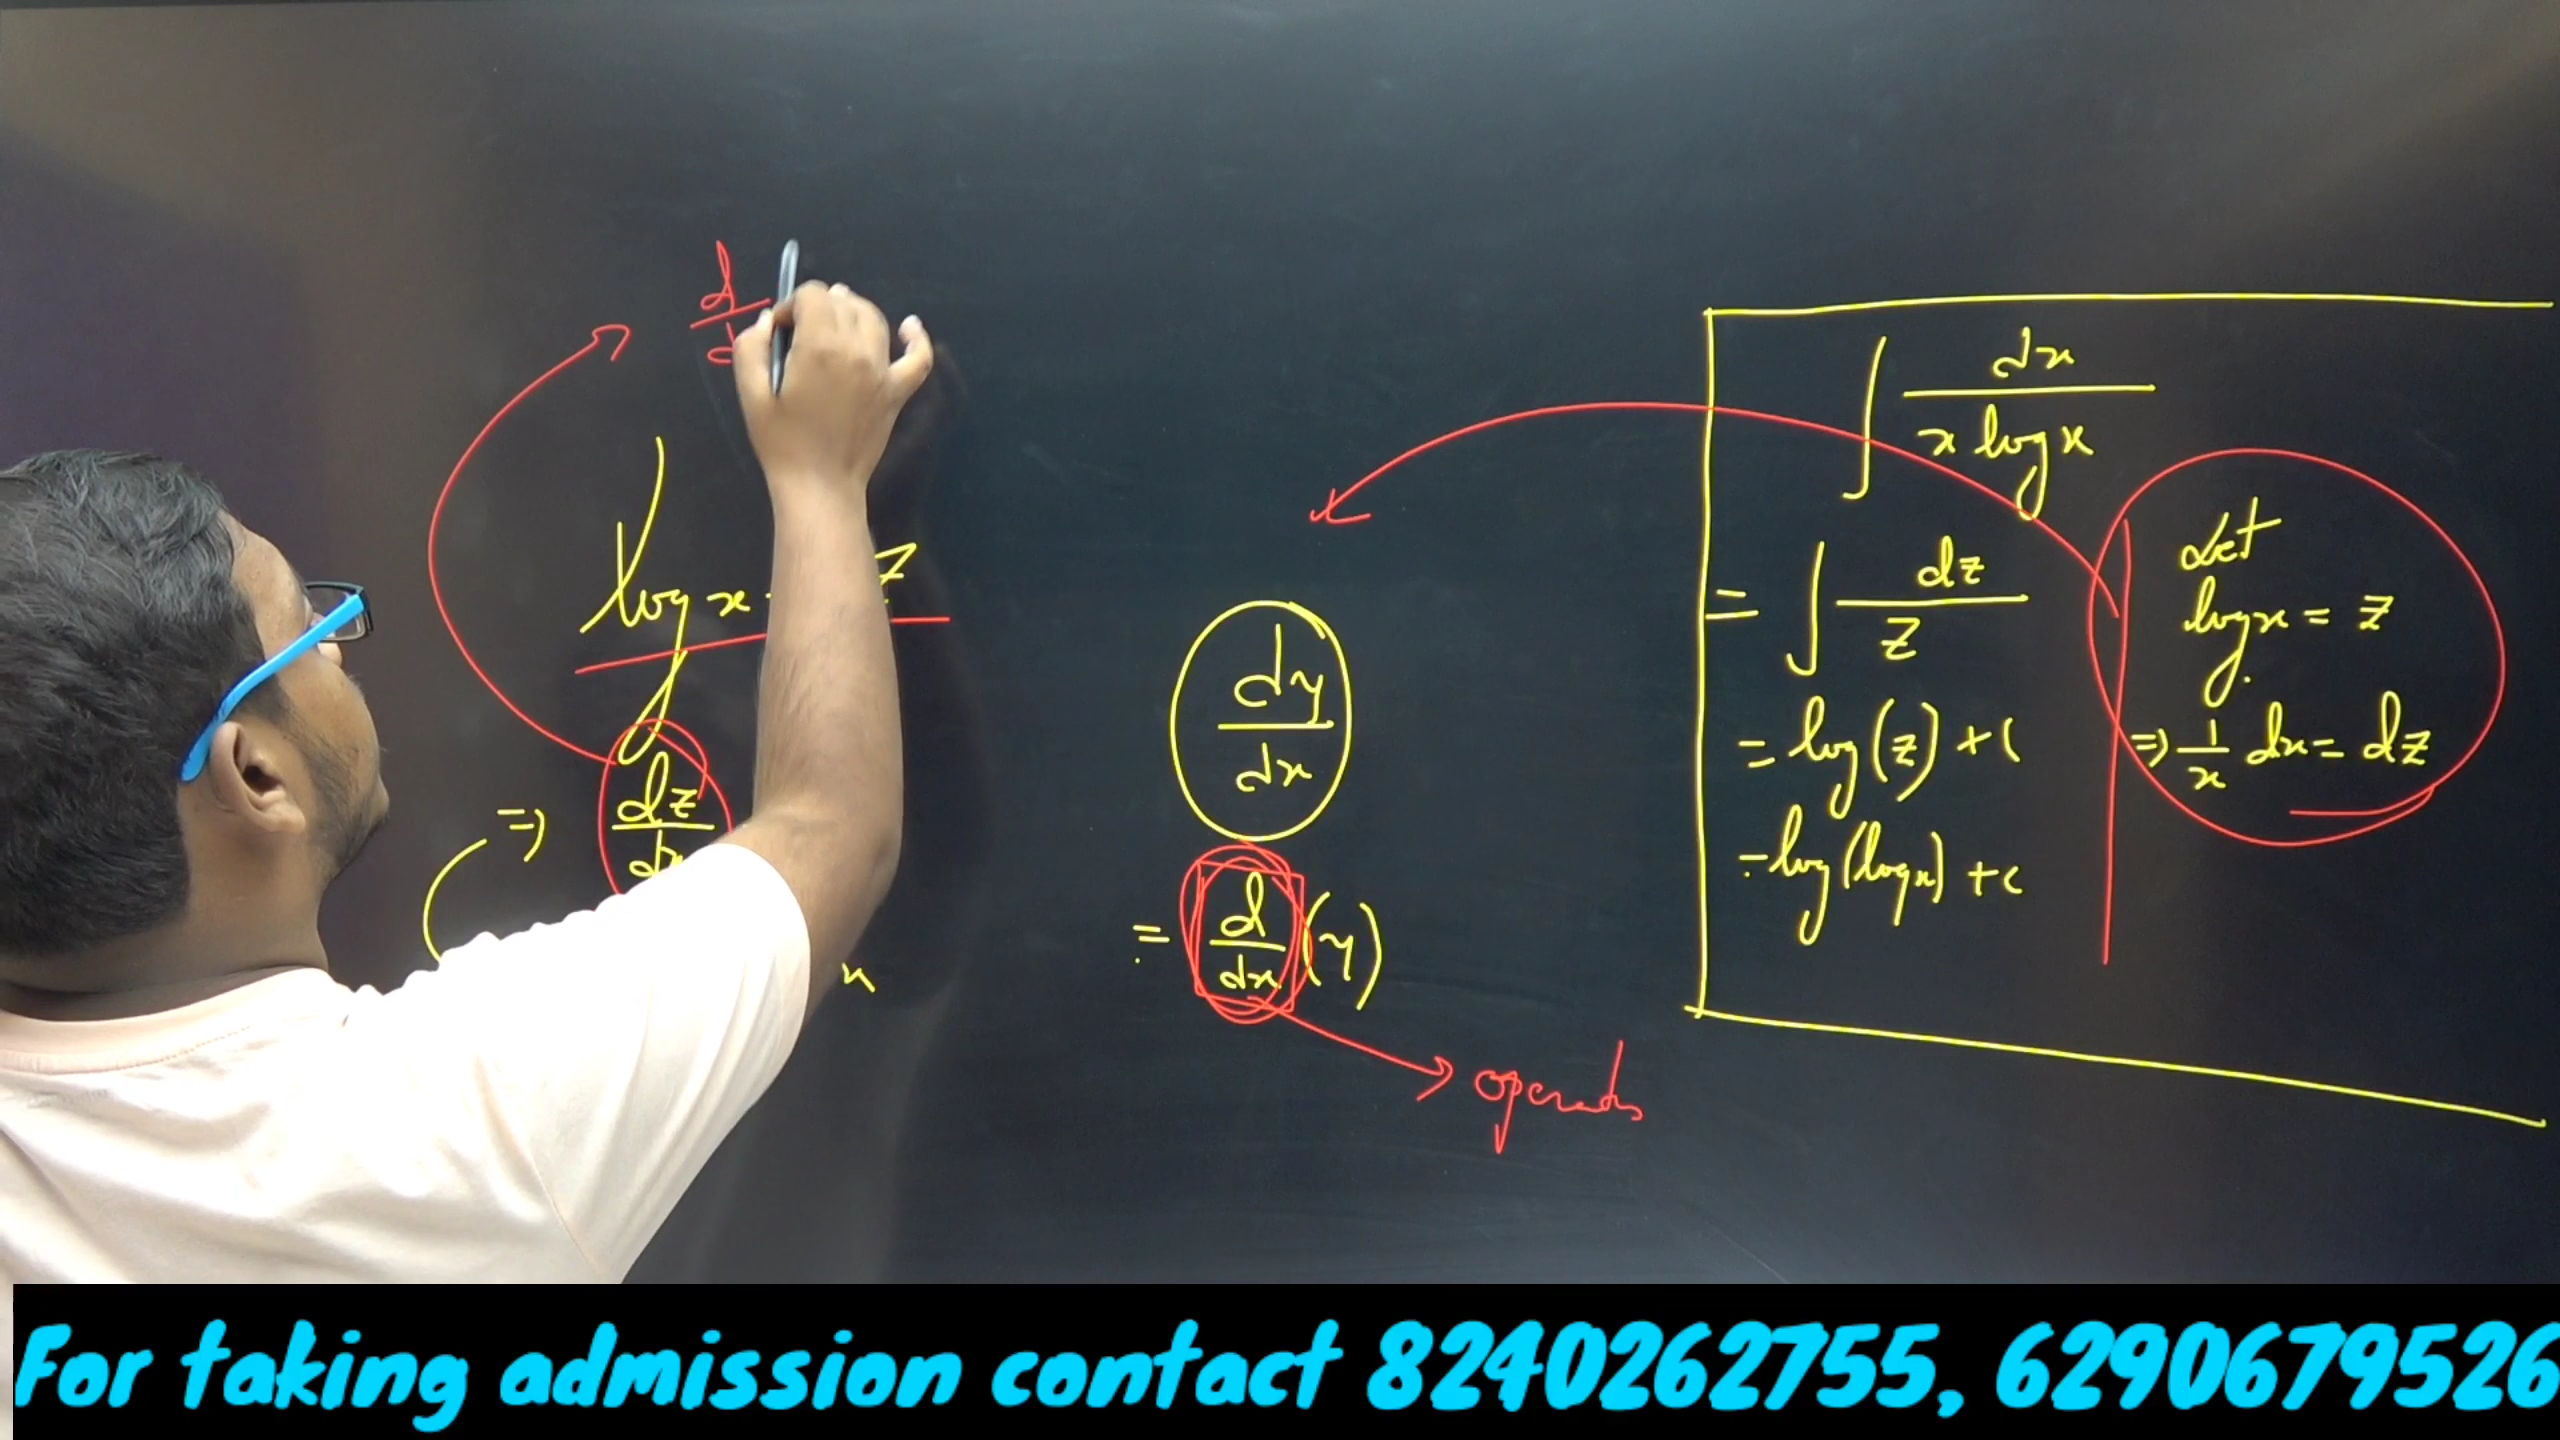 d/d
log x = z
⇒ dz/dx
x
dy/dx
= d/dx (y)
operator
∫ dx / x log x
= ∫ dz / z
= log(z) + c
= log(log x) + c
Let
log x = z
⇒ 1/x dx = dz
For taking admission contact 8240262755, 6290679526